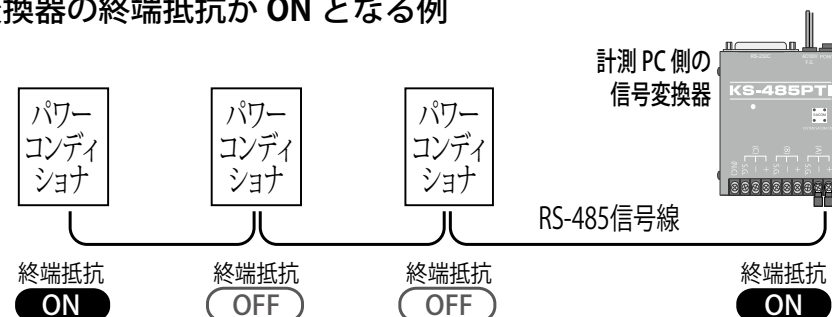 換器の終端抵抗が ON となる例
計測 PC 側の
信号変換器
KS-485PT
パワー
コンディ
ショナ
パワー
コンディ
ショナ
パワー
コンディ
ショナ
RS-485信号線
終端抵抗
ON
終端抵抗
OFF
終端抵抗
OFF
終端抵抗
ON